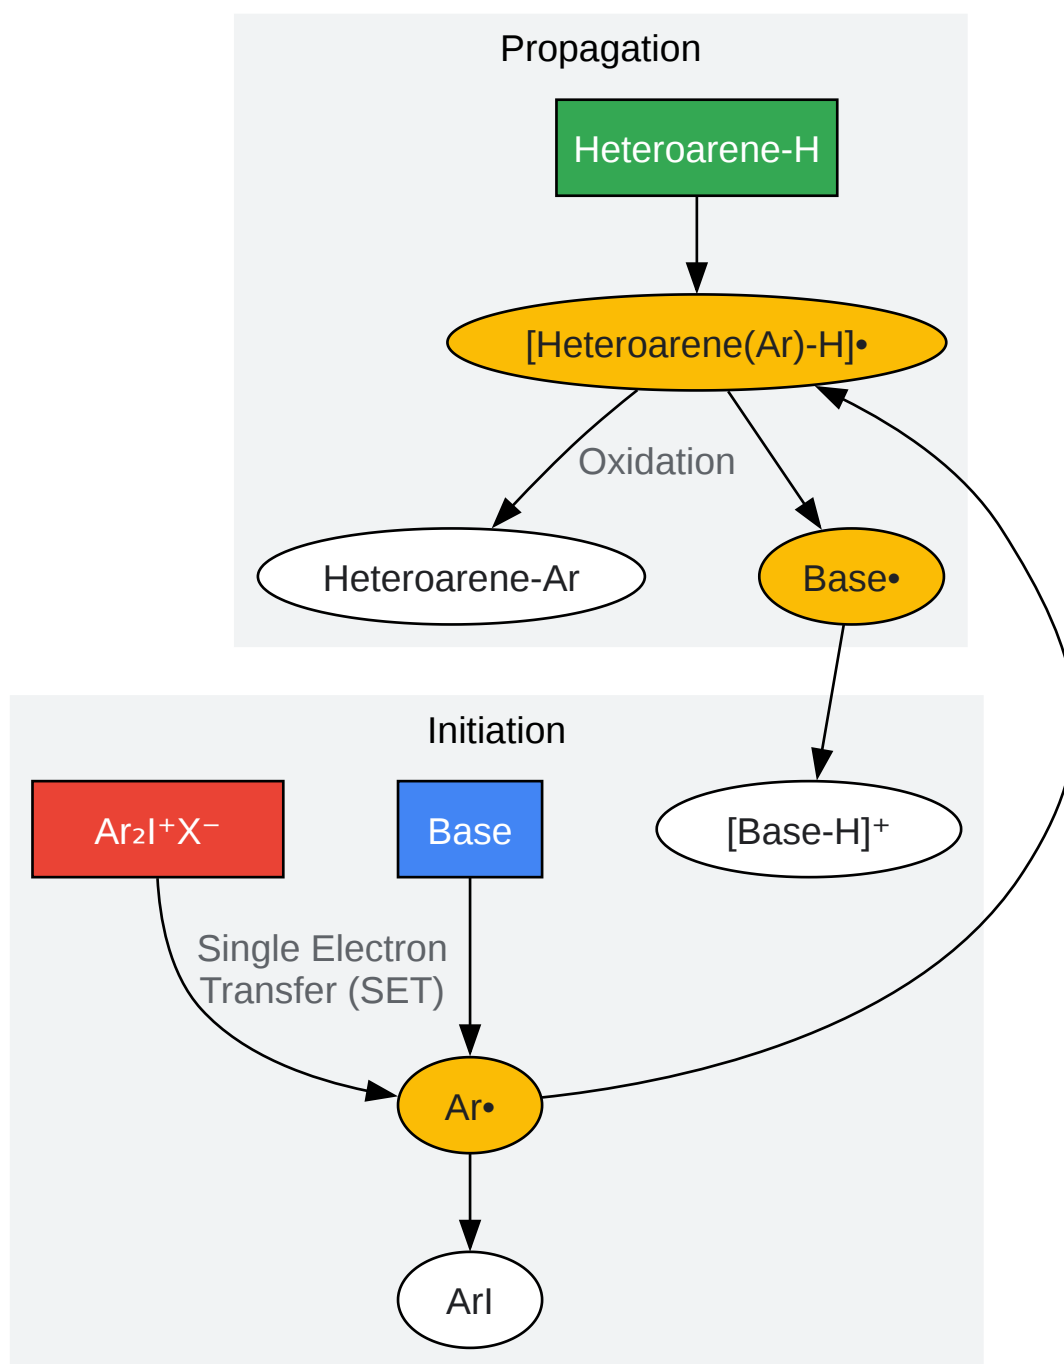 Propagation
Heteroarene-H
[Heteroarene(Ar)-H]•
Oxidation
Heteroarene-Ar
Base•
Initiation
Ar₂I⁺X⁻
Base
[Base-H]⁺
Single Electron
Transfer (SET)
Ar•
ArI